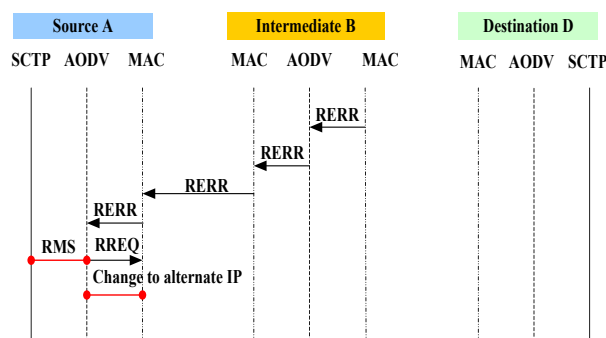 Source A Intermediate B Destination D
SCTP AODV MAC MAC AODV MAC MAC AODV SCTP
RERR
RERR
RERR
RERR
RMS RREQ
Change to alternate IP